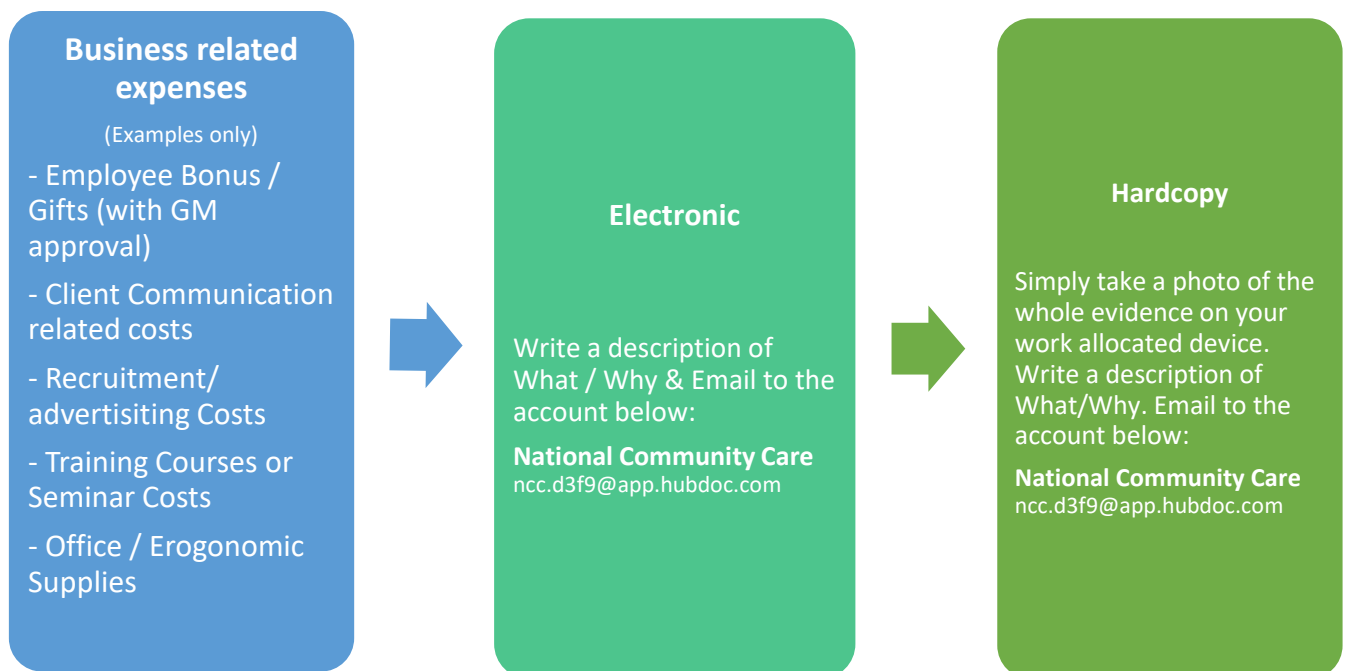 Business related
expenses
(Examples only)
- Employee Bonus /
Gifts (with GM
approval)
- Client Communication
related costs
- Recruitment/
advertisiting Costs
- Training Courses or
Seminar Costs
- Office / Erogonomic
Supplies
Electronic
Write a description of
What / Why & Email to the
account below:
National Community Care
ncc.d3f9@app.hubdoc.com
Hardcopy
Simply take a photo of the
whole evidence on your
work allocated device.
Write a description of
What/Why. Email to the
account below:
National Community Care
ncc.d3f9@app.hubdoc.com